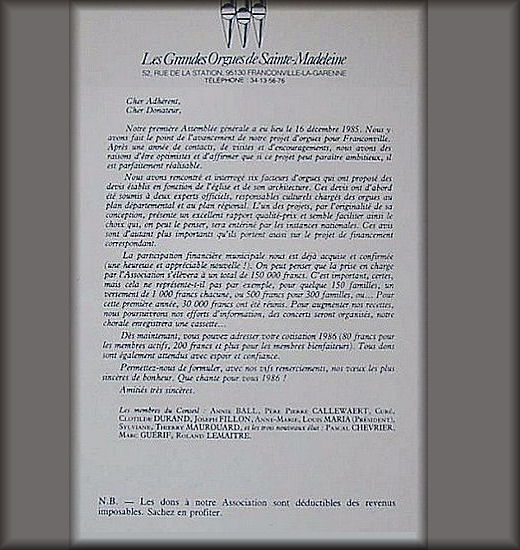 Les Grandes Orgues de Sainte-Madeleine
52, RUE DE LA STATION, 95130 FRANCONVILLE-LA-GARENNE
TÉLÉPHONE : 34-13-56-76
Cher Adhérent,
Cher Donateur,
Notre première Assemblée générale a eu lieu le 16 décembre 1985. Nous y
avons fait le point de l'avancement de notre projet d'orgues pour Franconville.
Après une année de contacts, de visites et d'encouragements, nous avons des
raisons d'être optimistes et d'affirmer que si ce projet peut paraître ambitieux, il
est parfaitement réalisable.
Nous avons rencontré et interrogé six facteurs d'orgues qui ont proposé des
devis établis en fonction de l'église et de son architecture. Ces devis ont d'abord
été soumis à deux experts officiels, responsables culturels chargés des orgues au
plan départemental et au plan régional. L'un des projets, par l'originalité de sa
conception, présente un excellent rapport qualité-prix et semble faciliter ainsi le
choix qui, on peut le penser, sera entériné par les instances nationales. Ces avis
sont d'autant plus importants qu'ils portent aussi sur le projet de financement
correspondant.
La participation financière municipale nous est déjà acquise et confirmée
(une heureuse et appréciable nouvelle !). On peut penser que la prise en charge
par l'Association s'élèvera à un total de 150 000 francs. C'est important, certes,
mais cela ne représente-t-il pas par exemple, pour quelque 150 familles, un
versement de 1 000 francs chacune, ou 500 francs pour 300 familles, ou... Pour
cette première année, 30 000 francs ont été réunis. Pour augmenter nos recettes,
nous poursuivrons nos efforts d'information, des concerts seront organisés, notre
chorale enregistrera une cassette...
Dès maintenant, vous pouvez adresser votre cotisation 1986 (80 francs pour
les membres actifs, 200 francs et plus pour les membres bienfaiteurs). Tous dons
sont également attendus avec espoir et confiance.
Permettez-nous de formuler, avec nos vifs remerciements, nos vœux les plus
sincères de bonheur. Que chante pour vous 1986 !
Amitiés très sincères.
Les membres du Conseil : Annie BALL, Père Pierre CALLEWAERT, Curé,
Clotilde DURAND, Joseph FILLON, Anne-Marie, Louis MARIA (Président),
Sylviane, Thierry MAUROUARD, et les trois nouveaux élus : Pascal CHEVRIER,
Marc GUÉRIF, Roland LEMAITRE.
N.B. — Les dons à notre Association sont déductibles des revenus
imposables. Sachez en profiter.